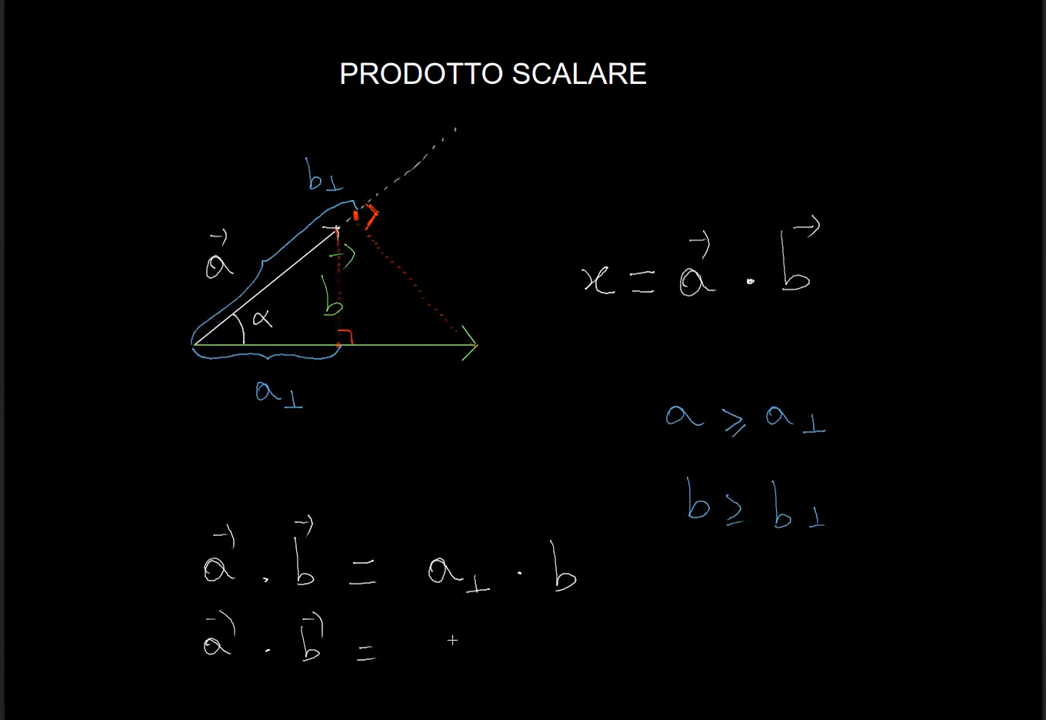 PRODOTTO SCALARE
b⊥
a⃗
α
b⃗
a⊥
x = a⃗ · b⃗
a ⩾ a⊥
b ≥ b⊥
a⃗ · b⃗ = a⊥ · b
a⃗ · b⃗ =